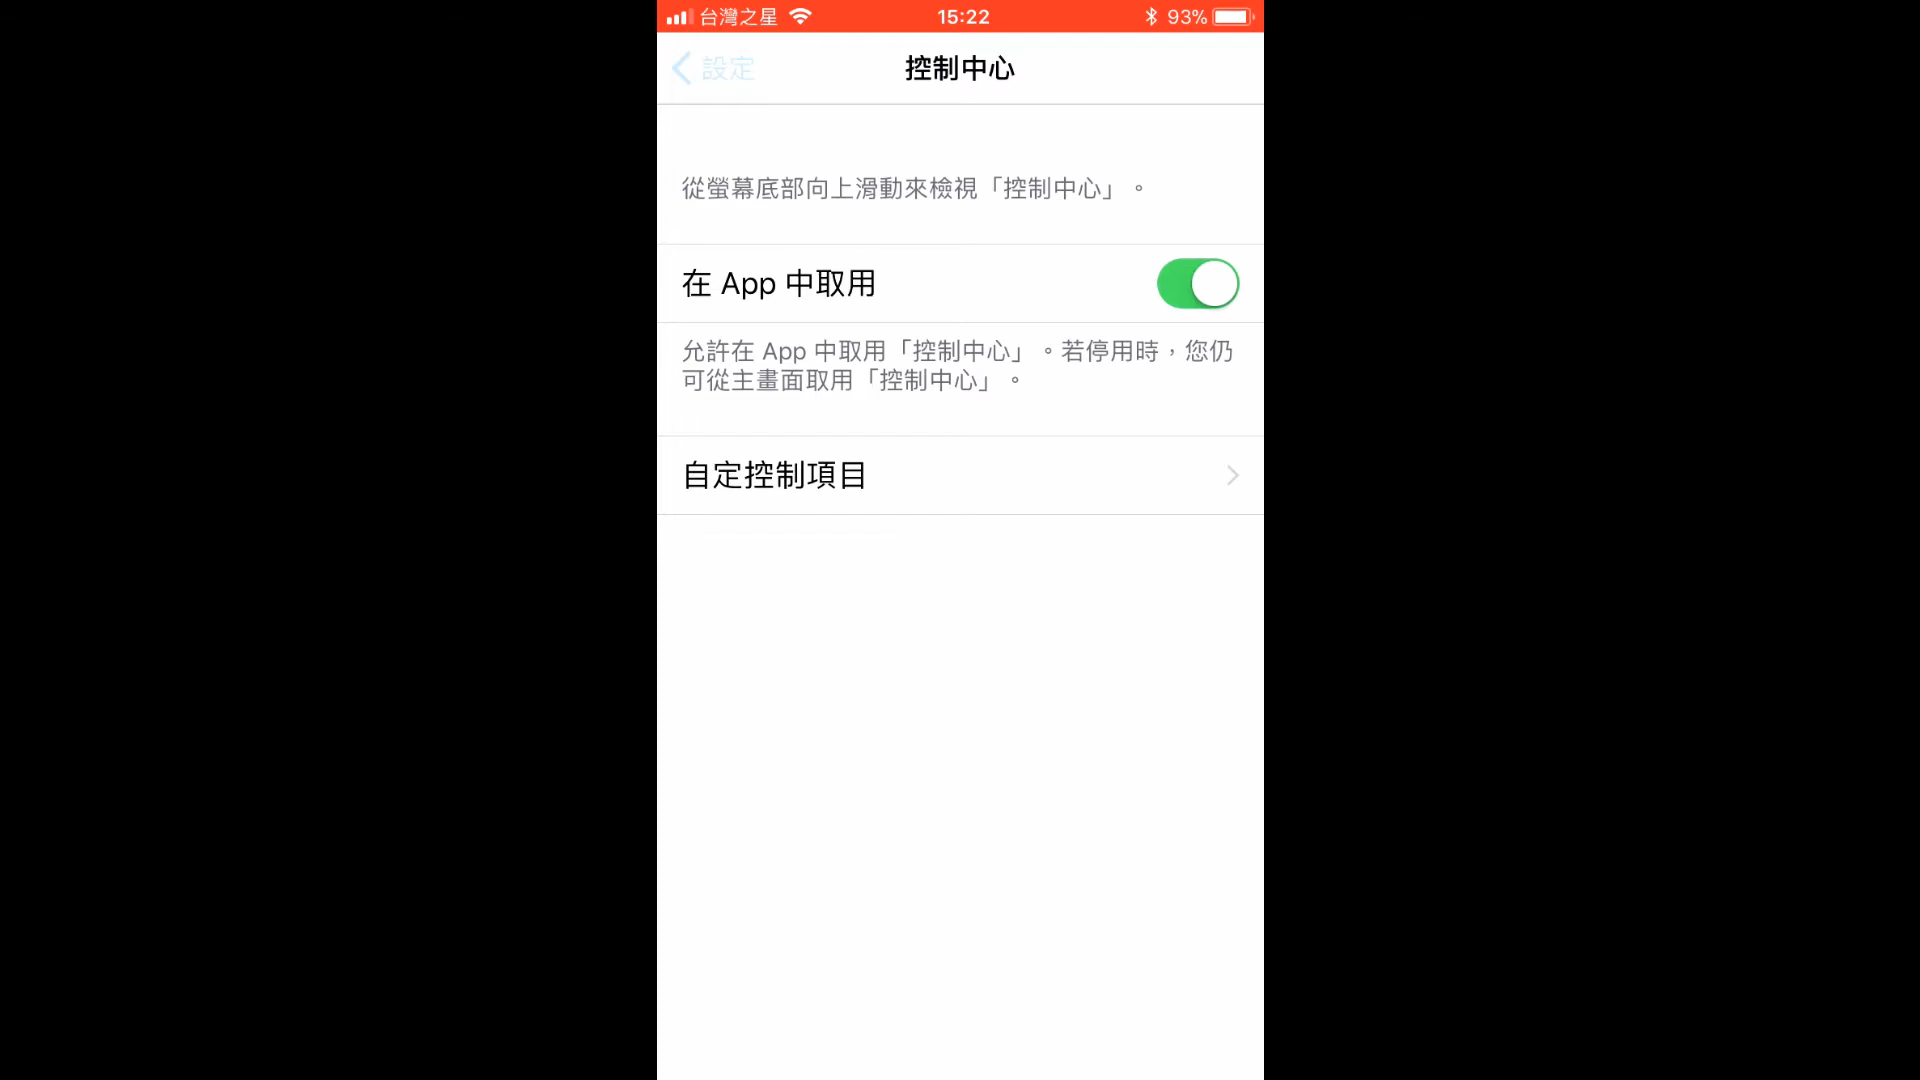 台灣之星 15:22 93%
設定 控制中心
從螢幕底部向上滑動來檢視「控制中心」。
在 App 中取用
允許在 App 中取用「控制中心」。若停用時，您仍
可從主畫面取用「控制中心」。
自定控制項目